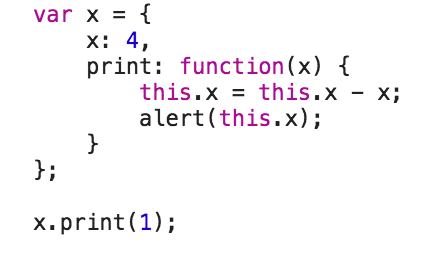 var x = {
    x: 4,
    print: function(x) {
        this.x = this.x - x;
        alert(this.x);
    }
};

x.print(1);